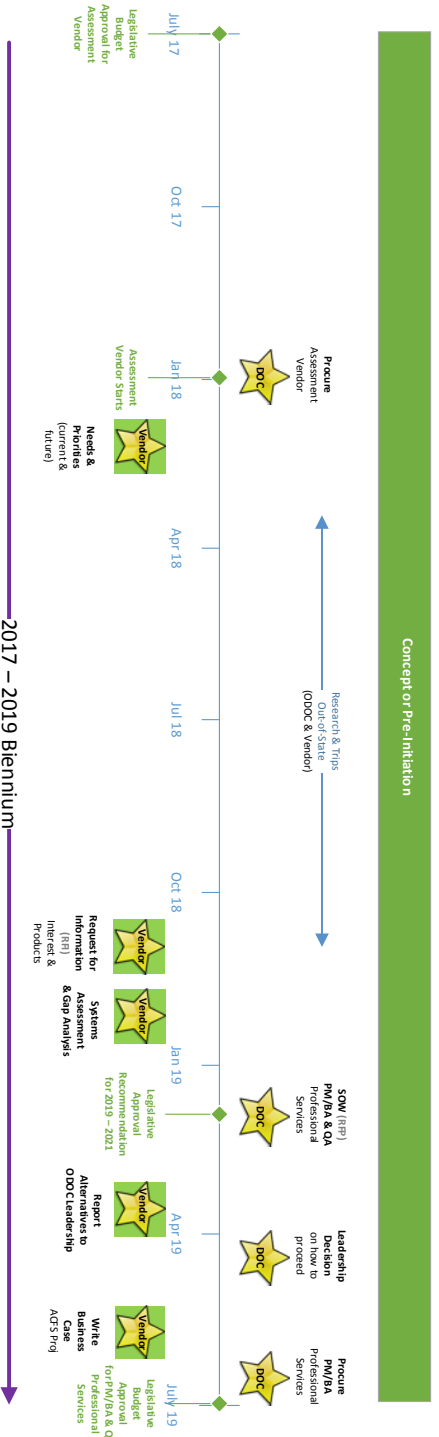 Concept or Pre-Initiation
Procure
Assessment
Vendor
DOC
Research & Trips
Out-of-State
(ODOC & Vendor)
SOW (RFP)
PM/BA & QA
Professional
Services
DOC
Leadership
Decision
on how to
proceed
DOC
Procure
PM/BA
Professional
Services
DOC
July 17
Oct 17
Jan 18
Apr 18
Jul 18
Oct 18
Jan 19
Apr 19
July 19
Legislative
Budget
Approval for
Assessment
Vendor
Assessment
Vendor Starts
Vendor
Needs &
Priorities
(current &
future)
Vendor
Request for
Information
(RFI)
Interest &
Products
Vendor
Systems
Assessment
& Gap Analysis
Legislative
Approval
Recommendation
for 2019 – 2021
Vendor
Report
Alternatives to
ODOC Leadership
Vendor
Write
Business
Case
ACFS Proj
Legislative
Budget
Approval
for PM/BA & Q
Professional
Services
2017 – 2019 Biennium